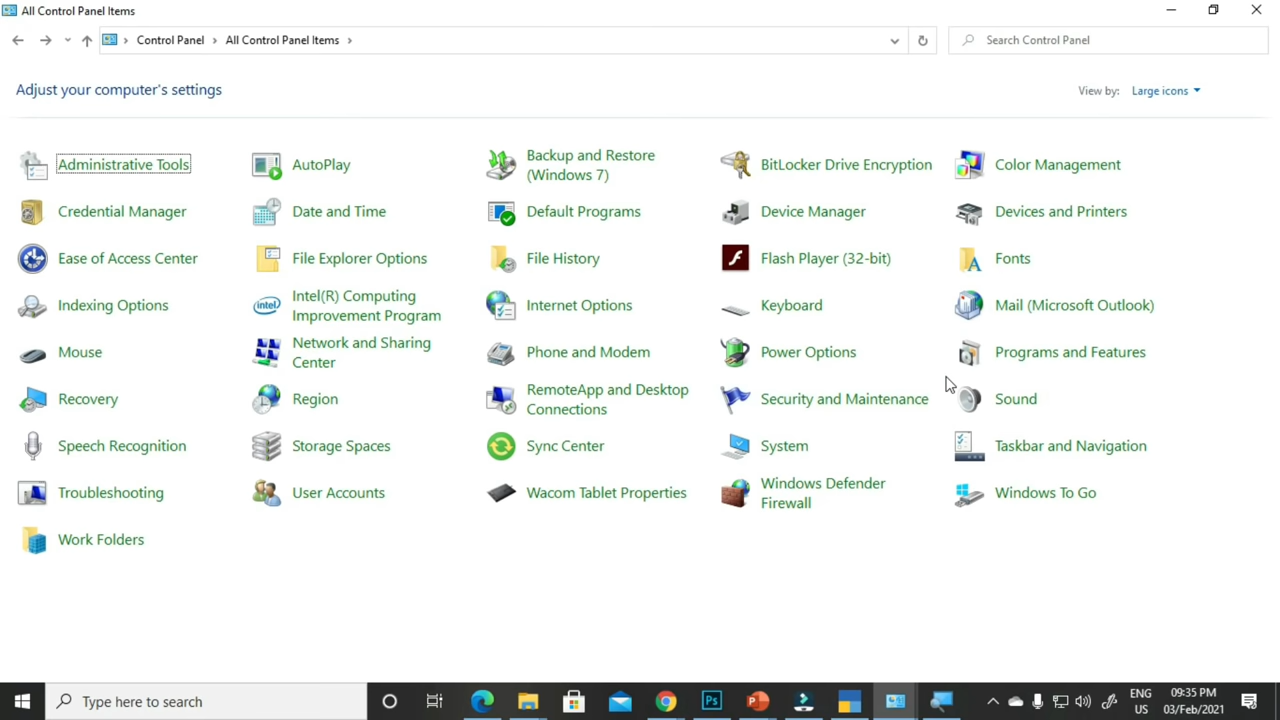 All Control Panel Items
Control Panel > All Control Panel Items >
Search Control Panel
Adjust your computer's settings
View by: Large icons
Administrative Tools
AutoPlay
Backup and Restore
(Windows 7)
BitLocker Drive Encryption
Color Management
Credential Manager
Date and Time
Default Programs
Device Manager
Devices and Printers
Ease of Access Center
File Explorer Options
File History
Flash Player (32-bit)
Fonts
Indexing Options
Intel(R) Computing
Improvement Program
Internet Options
Keyboard
Mail (Microsoft Outlook)
Mouse
Network and Sharing
Center
Phone and Modem
Power Options
Programs and Features
Recovery
Region
RemoteApp and Desktop
Connections
Security and Maintenance
Sound
Speech Recognition
Storage Spaces
Sync Center
System
Taskbar and Navigation
Troubleshooting
User Accounts
Wacom Tablet Properties
Windows Defender
Firewall
Windows To Go
Work Folders
intel
Type here to search
Ps
ENG
US
09:35 PM
03/Feb/2021